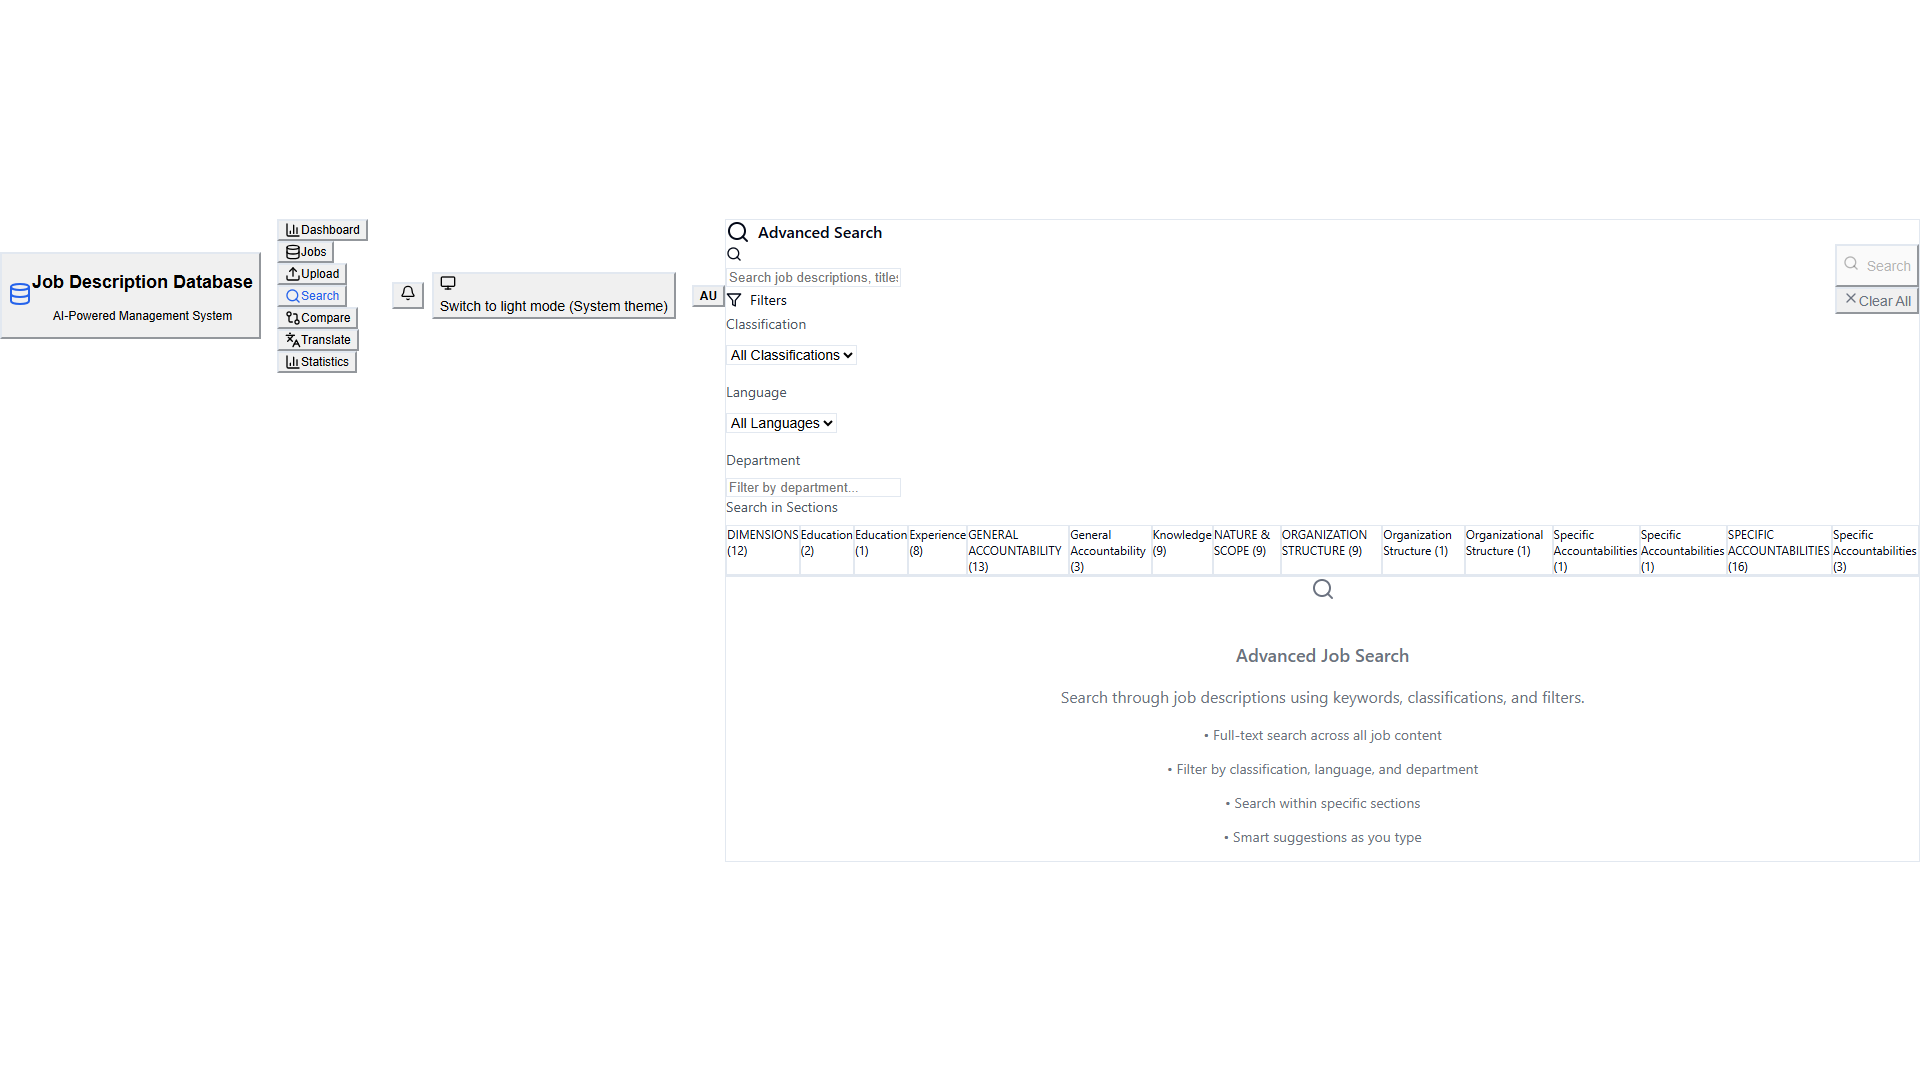 Job Description Database
AI-Powered Management System
Dashboard
Jobs
Upload
Search
Compare
Translate
Statistics
Switch to light mode (System theme)
AU
Advanced Search
Search job descriptions, titles
Search
Clear All
Filters
Classification
All Classifications
Language
All Languages
Department
Filter by department...
Search in Sections
DIMENSIONS
(12)
Education
(2)
Education
(1)
Experience
(8)
GENERAL
ACCOUNTABILITY
(13)
General
Accountability
(3)
Knowledge
(9)
NATURE &
SCOPE (9)
ORGANIZATION
STRUCTURE (9)
Organization
Structure (1)
Organizational
Structure (1)
Specific
Accountabilities
(1)
Specific
Accountabilities
(1)
SPECIFIC
ACCOUNTABILITIES
(16)
Specific
Accountabilities
(3)
Advanced Job Search
Search through job descriptions using keywords, classifications, and filters.
• Full-text search across all job content
• Filter by classification, language, and department
• Search within specific sections
• Smart suggestions as you type